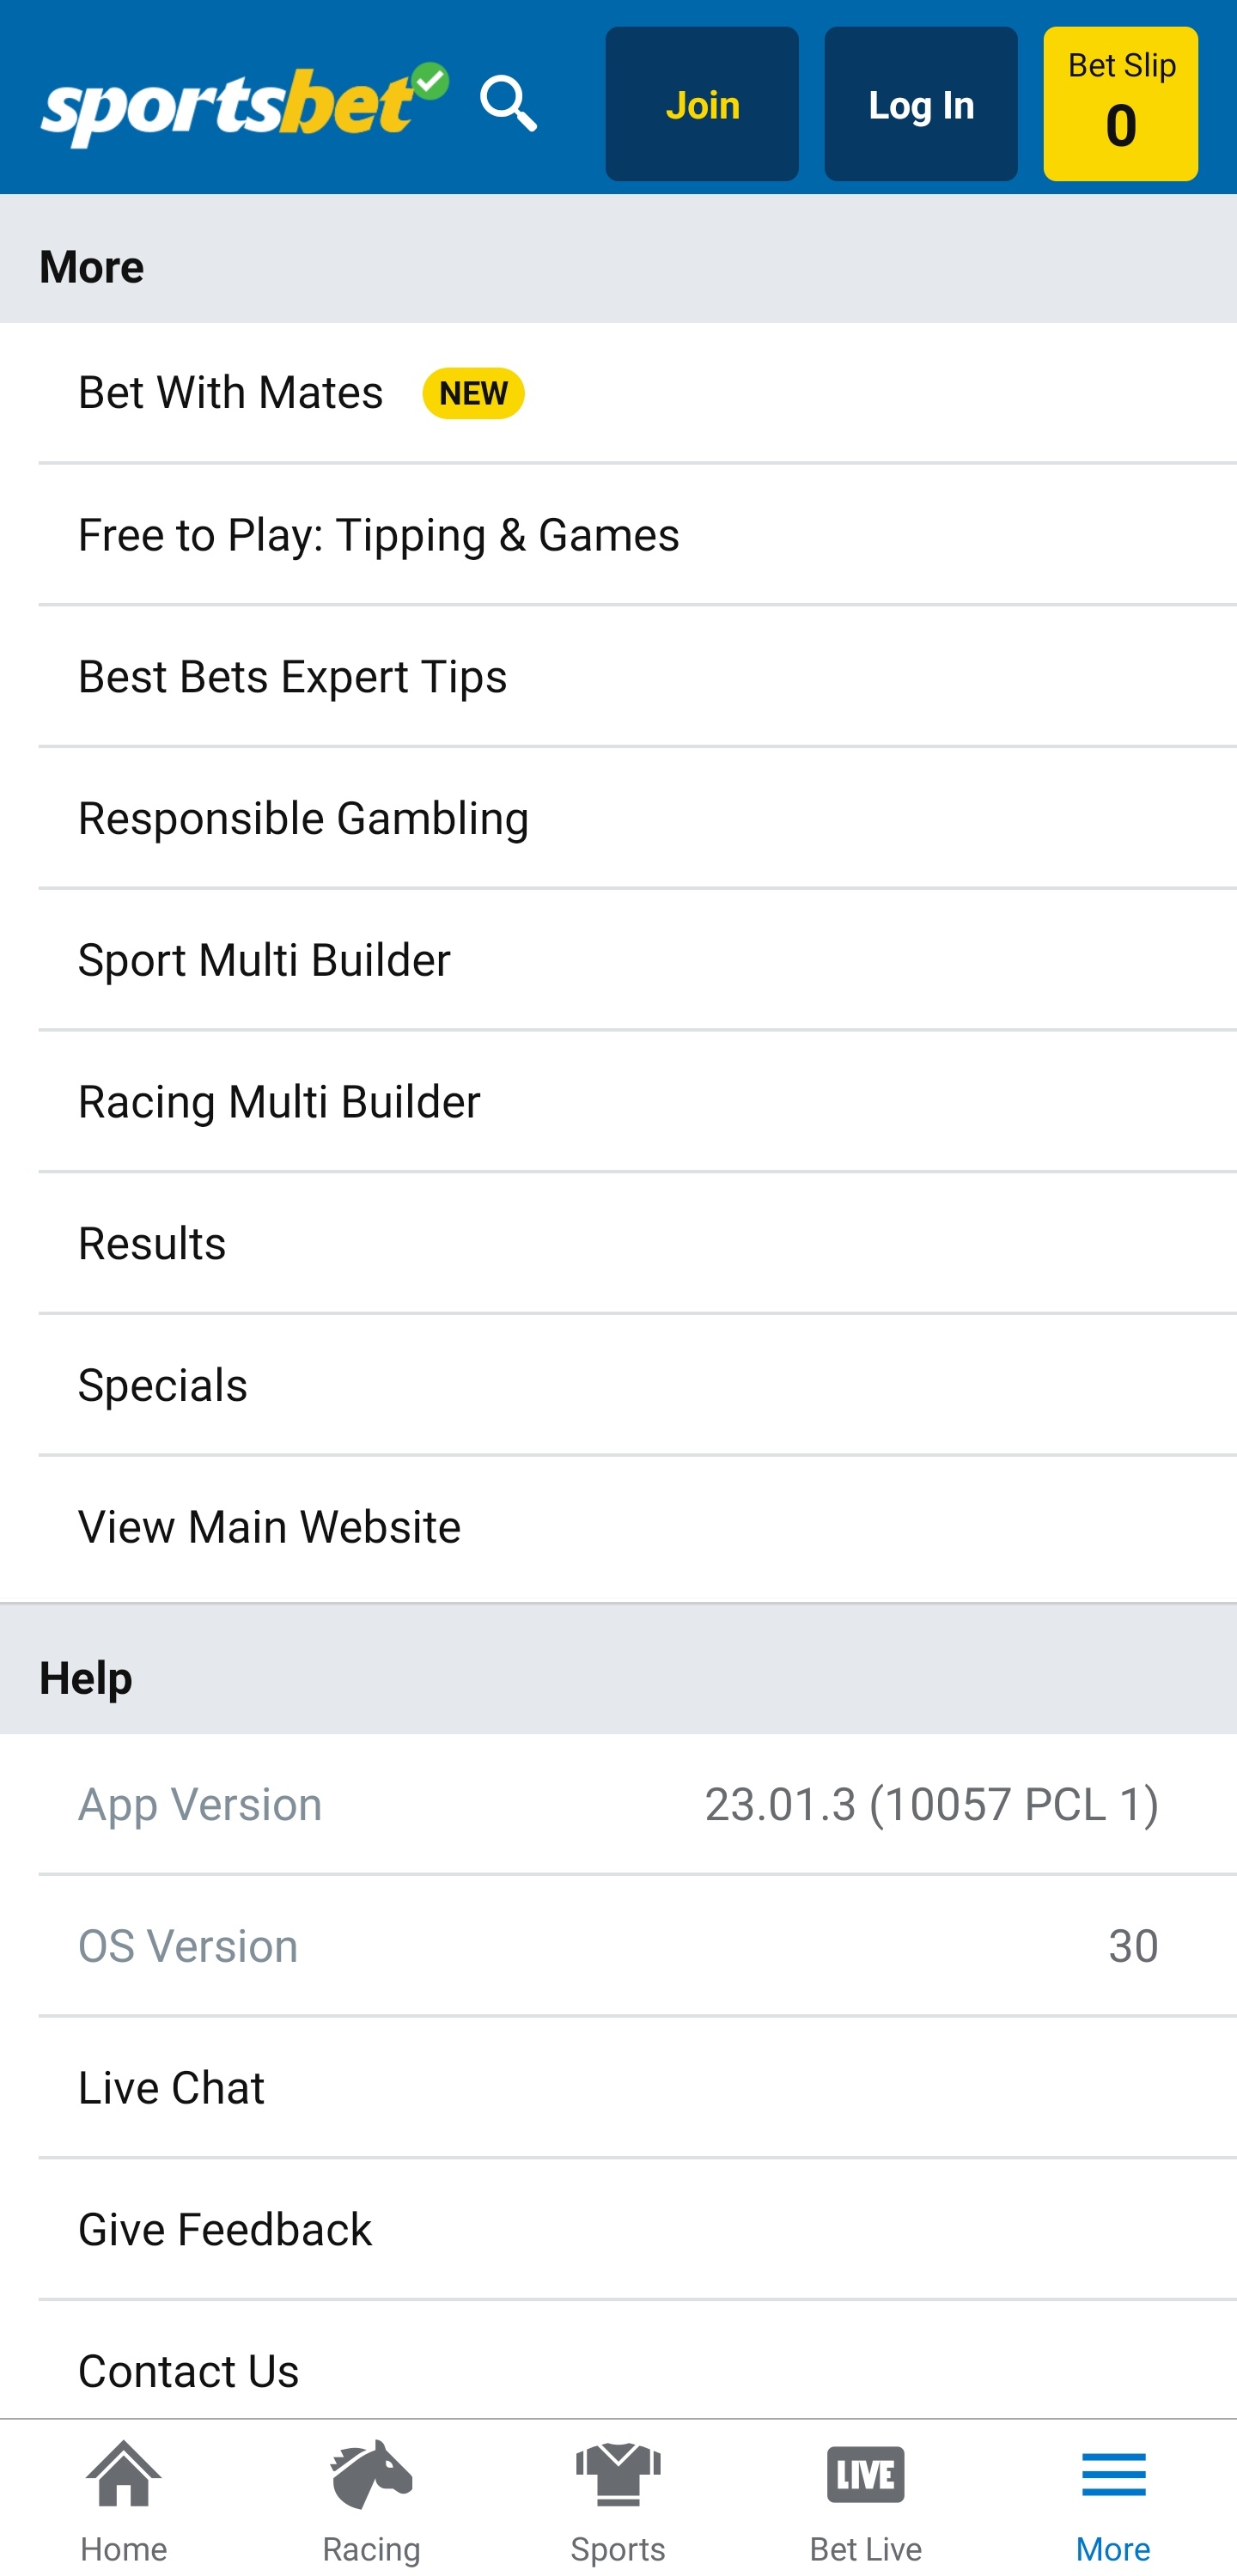 sportsbet
Join
Log In
Bet Slip
0
More
Bet With Mates NEW
Free to Play: Tipping & Games
Best Bets Expert Tips
Responsible Gambling
Sport Multi Builder
Racing Multi Builder
Results
Specials
View Main Website
Help
App Version 23.01.3 (10057 PCL 1)
OS Version 30
Live Chat
Give Feedback
Contact Us
LIVE
Home Racing Sports Bet Live More